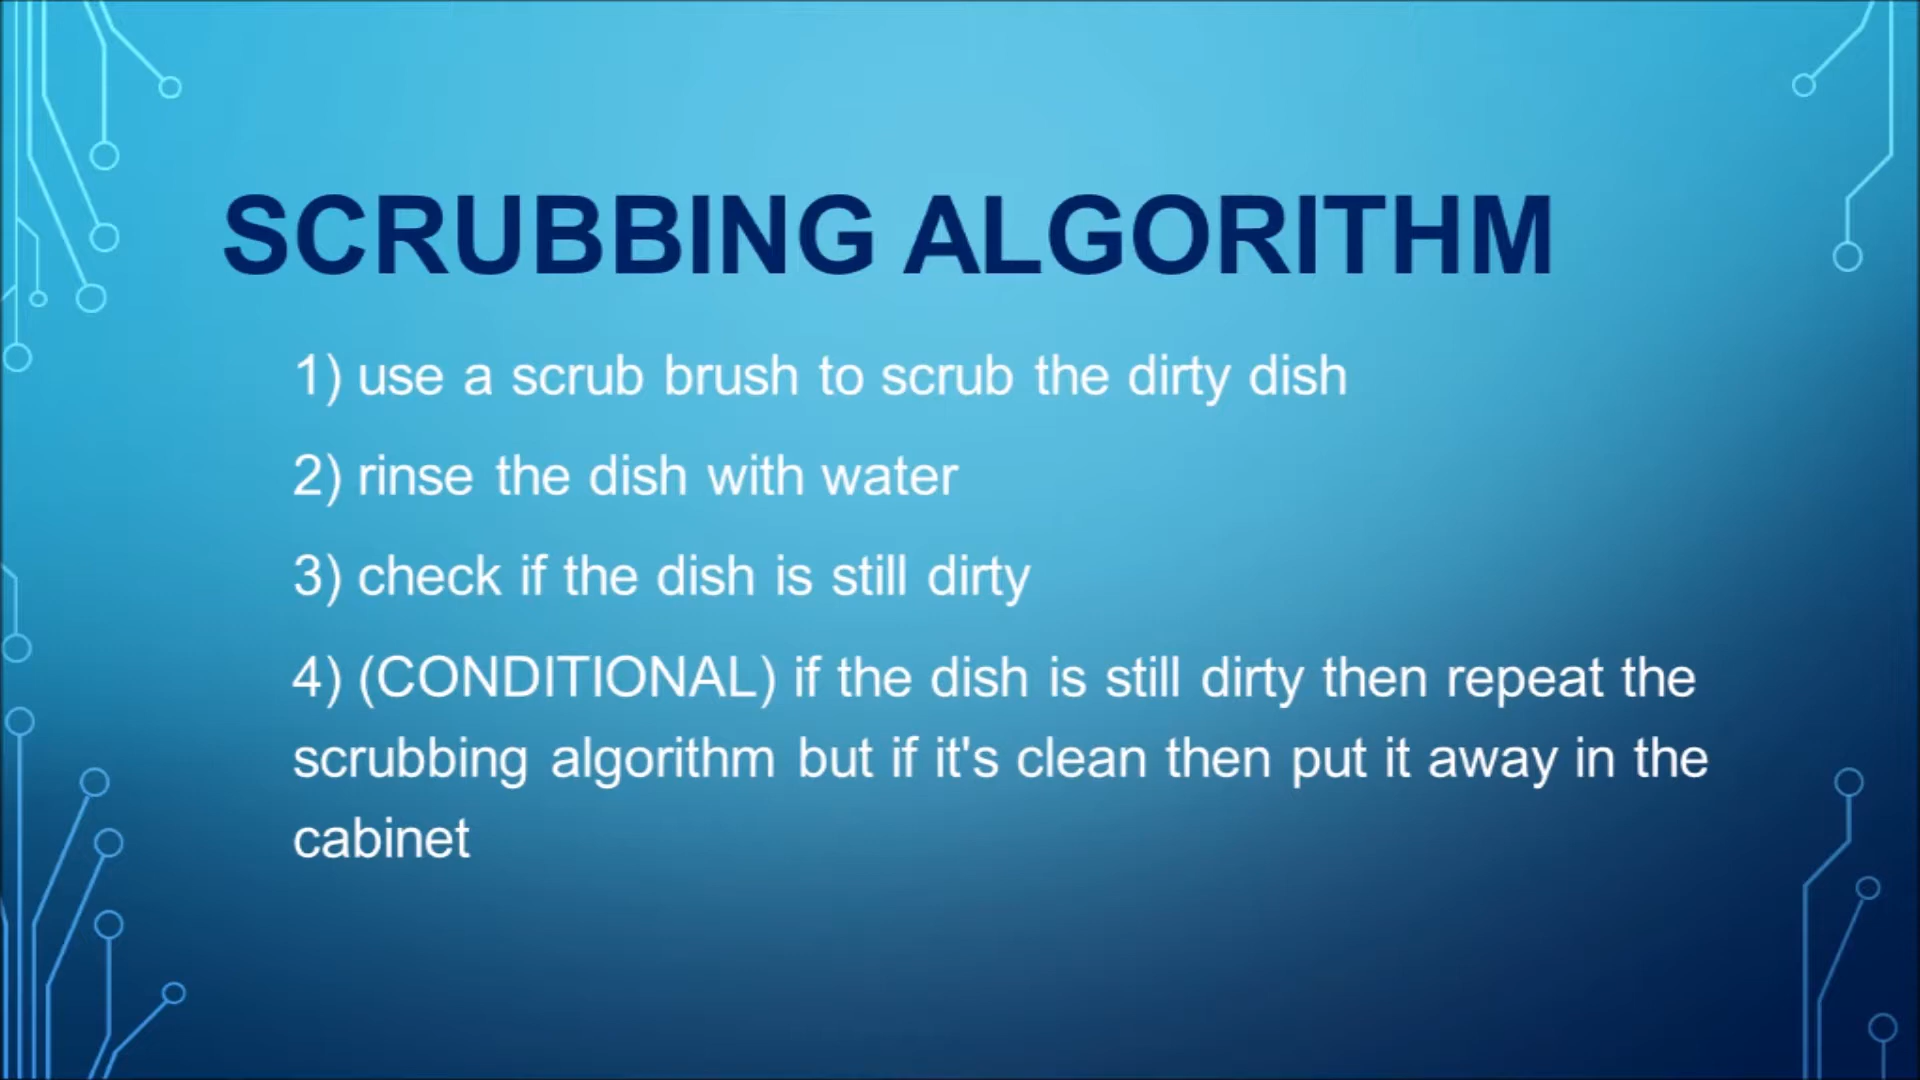 SCRUBBING ALGORITHM
1) use a scrub brush to scrub the dirty dish
2) rinse the dish with water
3) check if the dish is still dirty
4) (CONDITIONAL) if the dish is still dirty then repeat the
scrubbing algorithm but if it's clean then put it away in the
cabinet